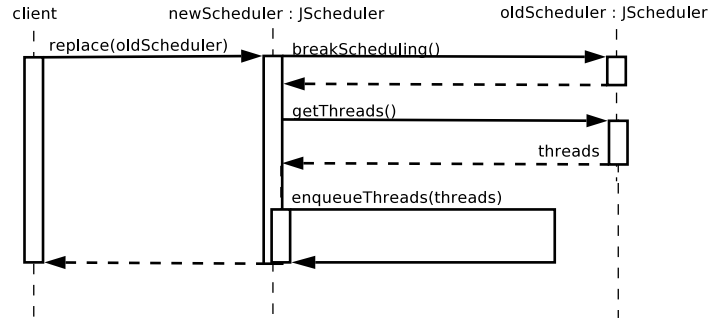 client
newScheduler : JScheduler
oldScheduler : JScheduler
replace(oldScheduler)
breakScheduling()
getThreads()
threads
enqueueThreads(threads)